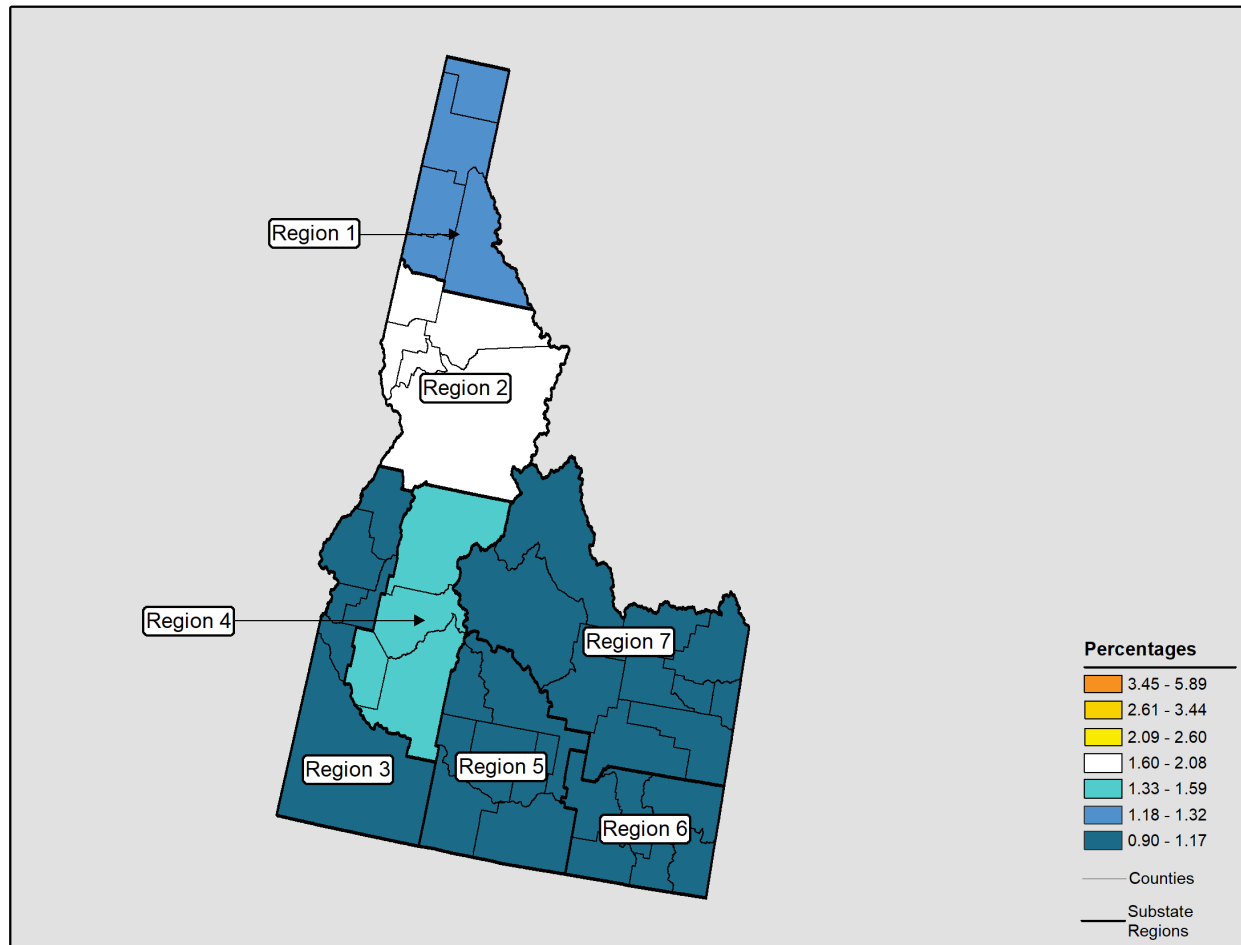 Region 1
Region 2
Region 4
Region 7
Region 3
Region 5
Region 6
Percentages
3.45 - 5.89
2.61 - 3.44
2.09 - 2.60
1.60 - 2.08
1.33 - 1.59
1.18 - 1.32
0.90 - 1.17
Counties
Substate
Regions